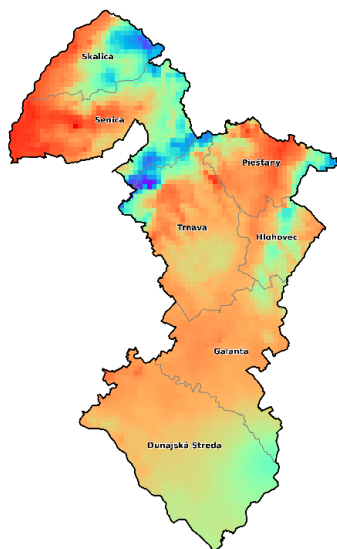 Skalica
Senica
Piešťany
Trnava
Hlohovec
Galanta
Dunajská Streda